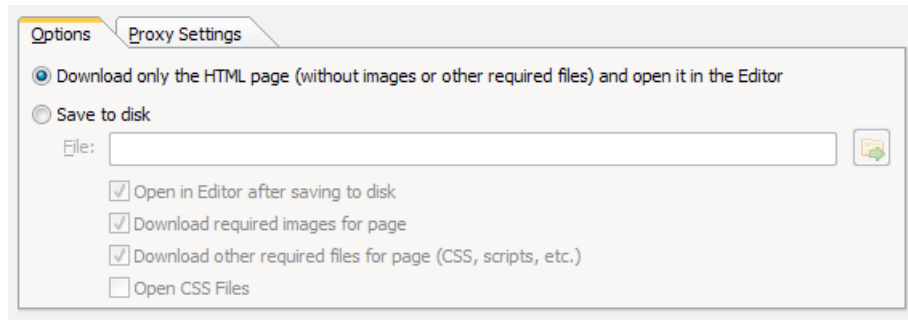 Options Proxy Settings
Download only the HTML page (without images or other required files) and open it in the Editor
Save to disk
File:
Open in Editor after saving to disk
Download required images for page
Download other required files for page (CSS, scripts, etc.)
Open CSS Files